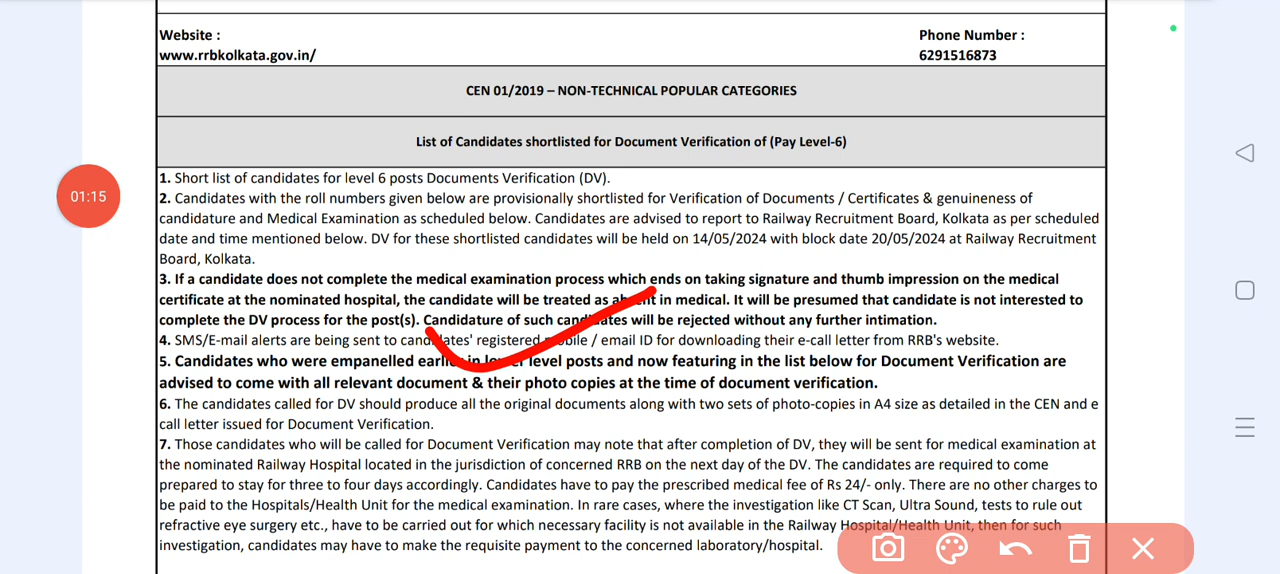 Website :
Phone Number :
www.rrbkolkata.gov.in/
6291516873
CEN 01/2019 – NON-TECHNICAL POPULAR CATEGORIES
List of Candidates shortlisted for Document Verification of (Pay Level-6)
01:15
1. Short list of candidates for level 6 posts Documents Verification (DV).
2. Candidates with the roll numbers given below are provisionally shortlisted for Verification of Documents / Certificates & genuineness of
candidature and Medical Examination as scheduled below. Candidates are advised to report to Railway Recruitment Board, Kolkata as per scheduled
date and time mentioned below. DV for these shortlisted candidates will be held on 14/05/2024 with block date 20/05/2024 at Railway Recruitment
Board, Kolkata.
3. If a candidate does not complete the medical examination process which ends on taking signature and thumb impression on the medical
certificate at the nominated hospital, the candidate will be treated as absent in medical. It will be presumed that candidate is not interested to
complete the DV process for the post(s). Candidature of such candidates will be rejected without any further intimation.
4. SMS/E-mail alerts are being sent to candidates' registered mobile / email ID for downloading their e-call letter from RRB's website.
5. Candidates who were empanelled earlier in lower level posts and now featuring in the list below for Document Verification are
advised to come with all relevant document & their photo copies at the time of document verification.
6. The candidates called for DV should produce all the original documents along with two sets of photo-copies in A4 size as detailed in the CEN and e
call letter issued for Document Verification.
7. Those candidates who will be called for Document Verification may note that after completion of DV, they will be sent for medical examination at
the nominated Railway Hospital located in the jurisdiction of concerned RRB on the next day of the DV. The candidates are required to come
prepared to stay for three to four days accordingly. Candidates have to pay the prescribed medical fee of Rs 24/- only. There are no other charges to
be paid to the Hospitals/Health Unit for the medical examination. In rare cases, where the investigation like CT Scan, Ultra Sound, tests to rule out
refractive eye surgery etc., have to be carried out for which necessary facility is not available in the Railway Hospital/Health Unit, then for such
investigation, candidates may have to make the requisite payment to the concerned laboratory/hospital.